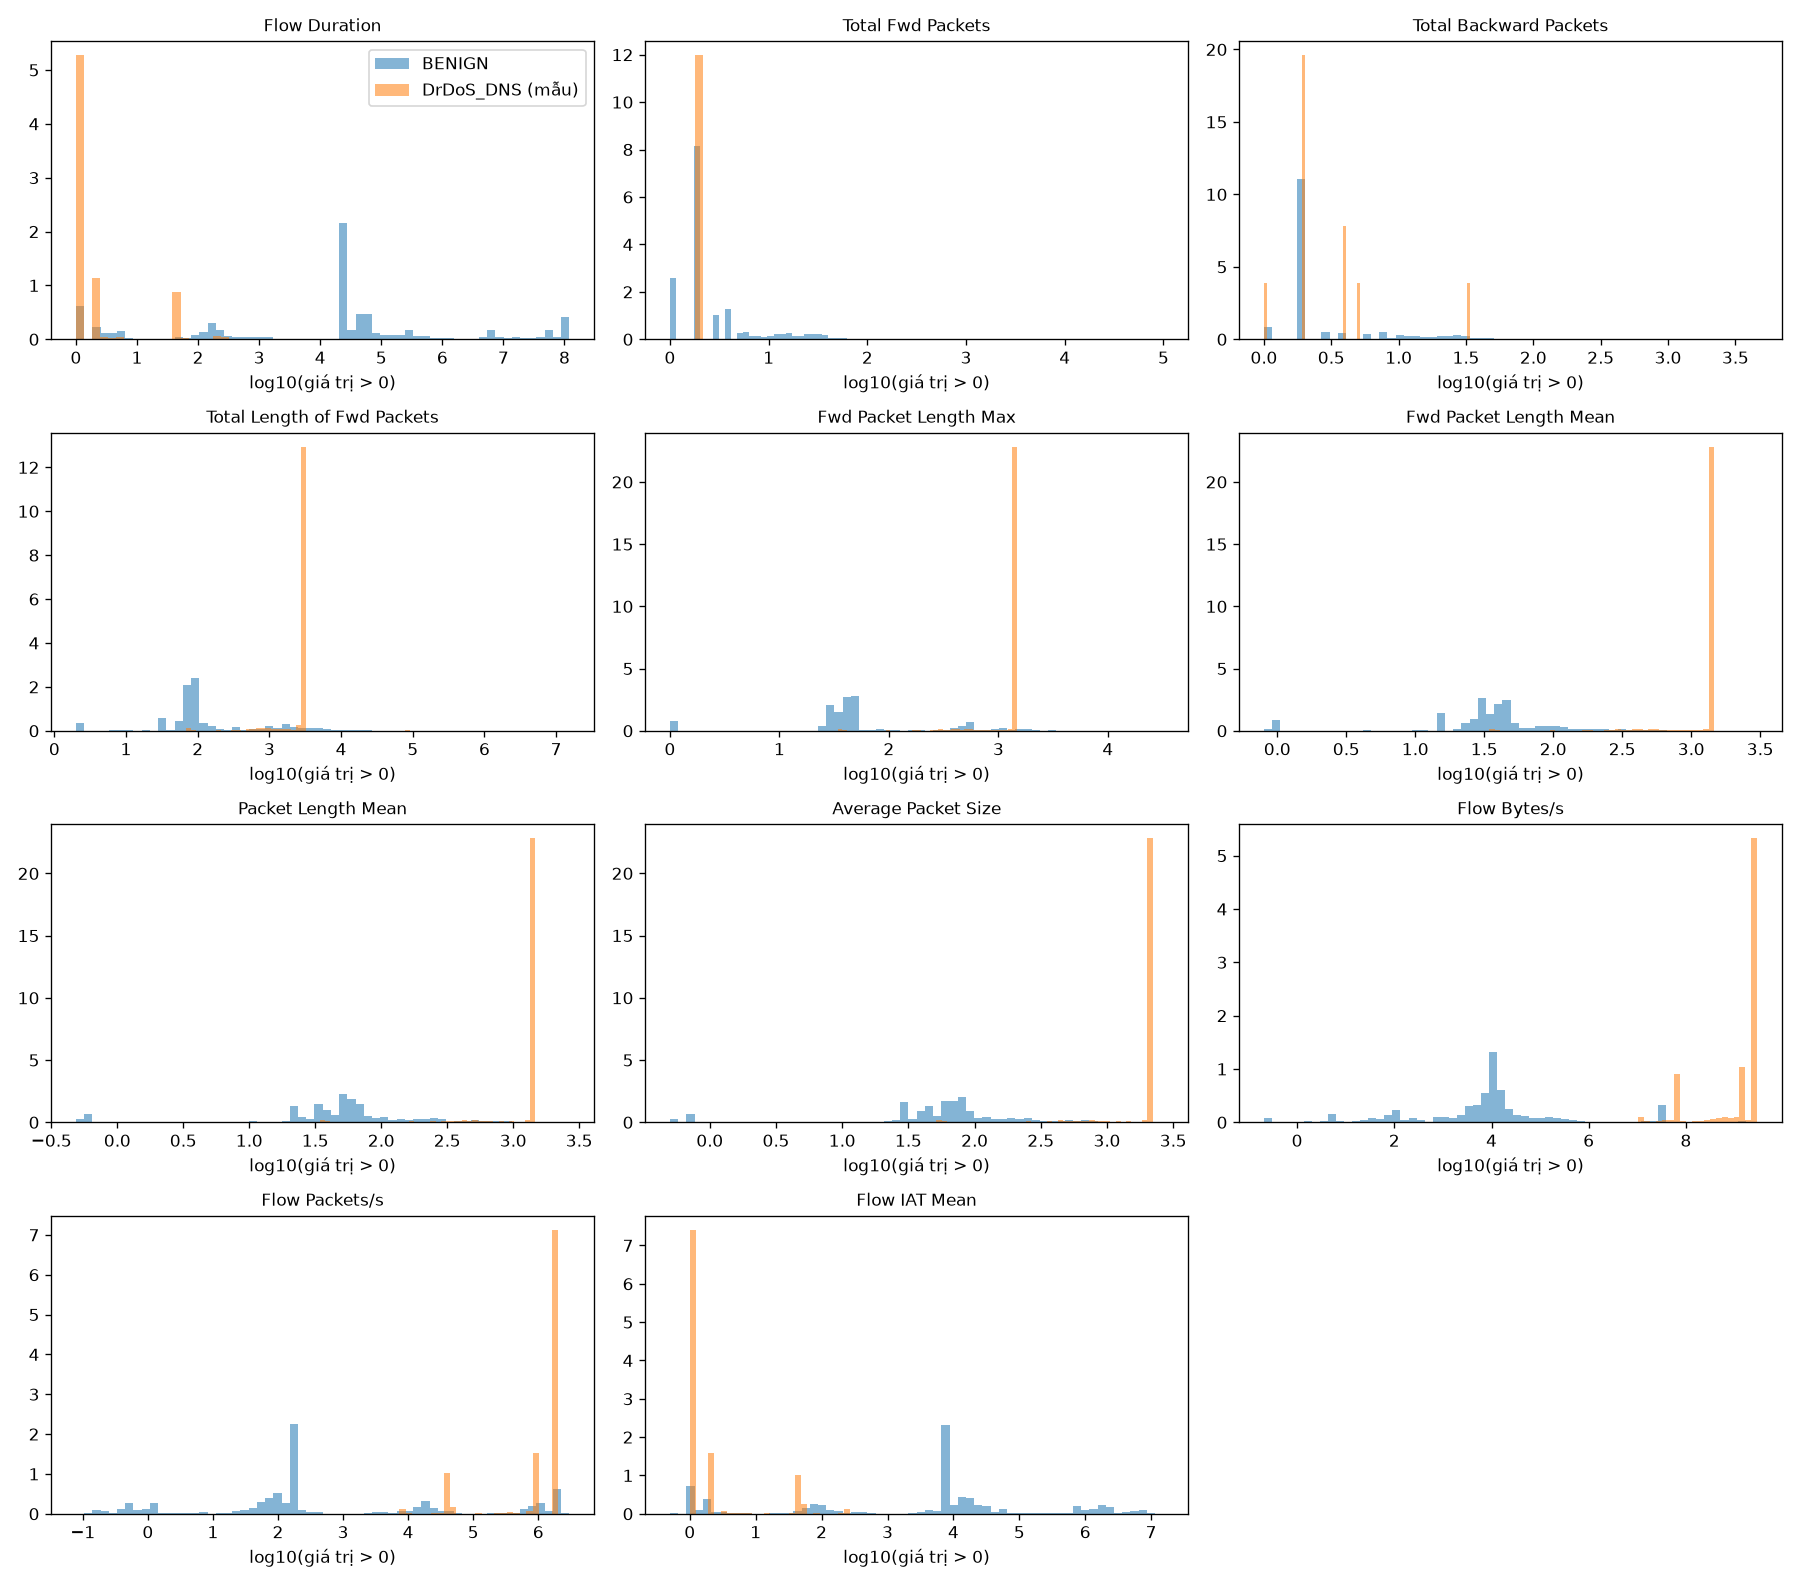 Flow Duration
5
4
3
2
1
0
BENIGN
DrDoS_DNS (mẫu)
0 1 2 3 4 5 6 7 8
log10(giá trị > 0)
Total Fwd Packets
12
10
8
6
4
2
0
0 1 2 3 4 5
log10(giá trị > 0)
Total Backward Packets
20
15
10
5
0
0.0 0.5 1.0 1.5 2.0 2.5 3.0 3.5
log10(giá trị > 0)
Total Length of Fwd Packets
12
10
8
6
4
2
0
0 1 2 3 4 5 6 7
log10(giá trị > 0)
Fwd Packet Length Max
20
15
10
5
0
0 1 2 3 4
log10(giá trị > 0)
Fwd Packet Length Mean
20
15
10
5
0
0.0 0.5 1.0 1.5 2.0 2.5 3.0 3.5
log10(giá trị > 0)
Packet Length Mean
20
15
10
5
0
−0.5 0.0 0.5 1.0 1.5 2.0 2.5 3.0 3.5
log10(giá trị > 0)
Average Packet Size
20
15
10
5
0
0.0 0.5 1.0 1.5 2.0 2.5 3.0 3.5
log10(giá trị > 0)
Flow Bytes/s
5
4
3
2
1
0
0 2 4 6 8
log10(giá trị > 0)
Flow Packets/s
7
6
5
4
3
2
1
0
−1 0 1 2 3 4 5 6
log10(giá trị > 0)
Flow IAT Mean
7
6
5
4
3
2
1
0
0 1 2 3 4 5 6 7
log10(giá trị > 0)